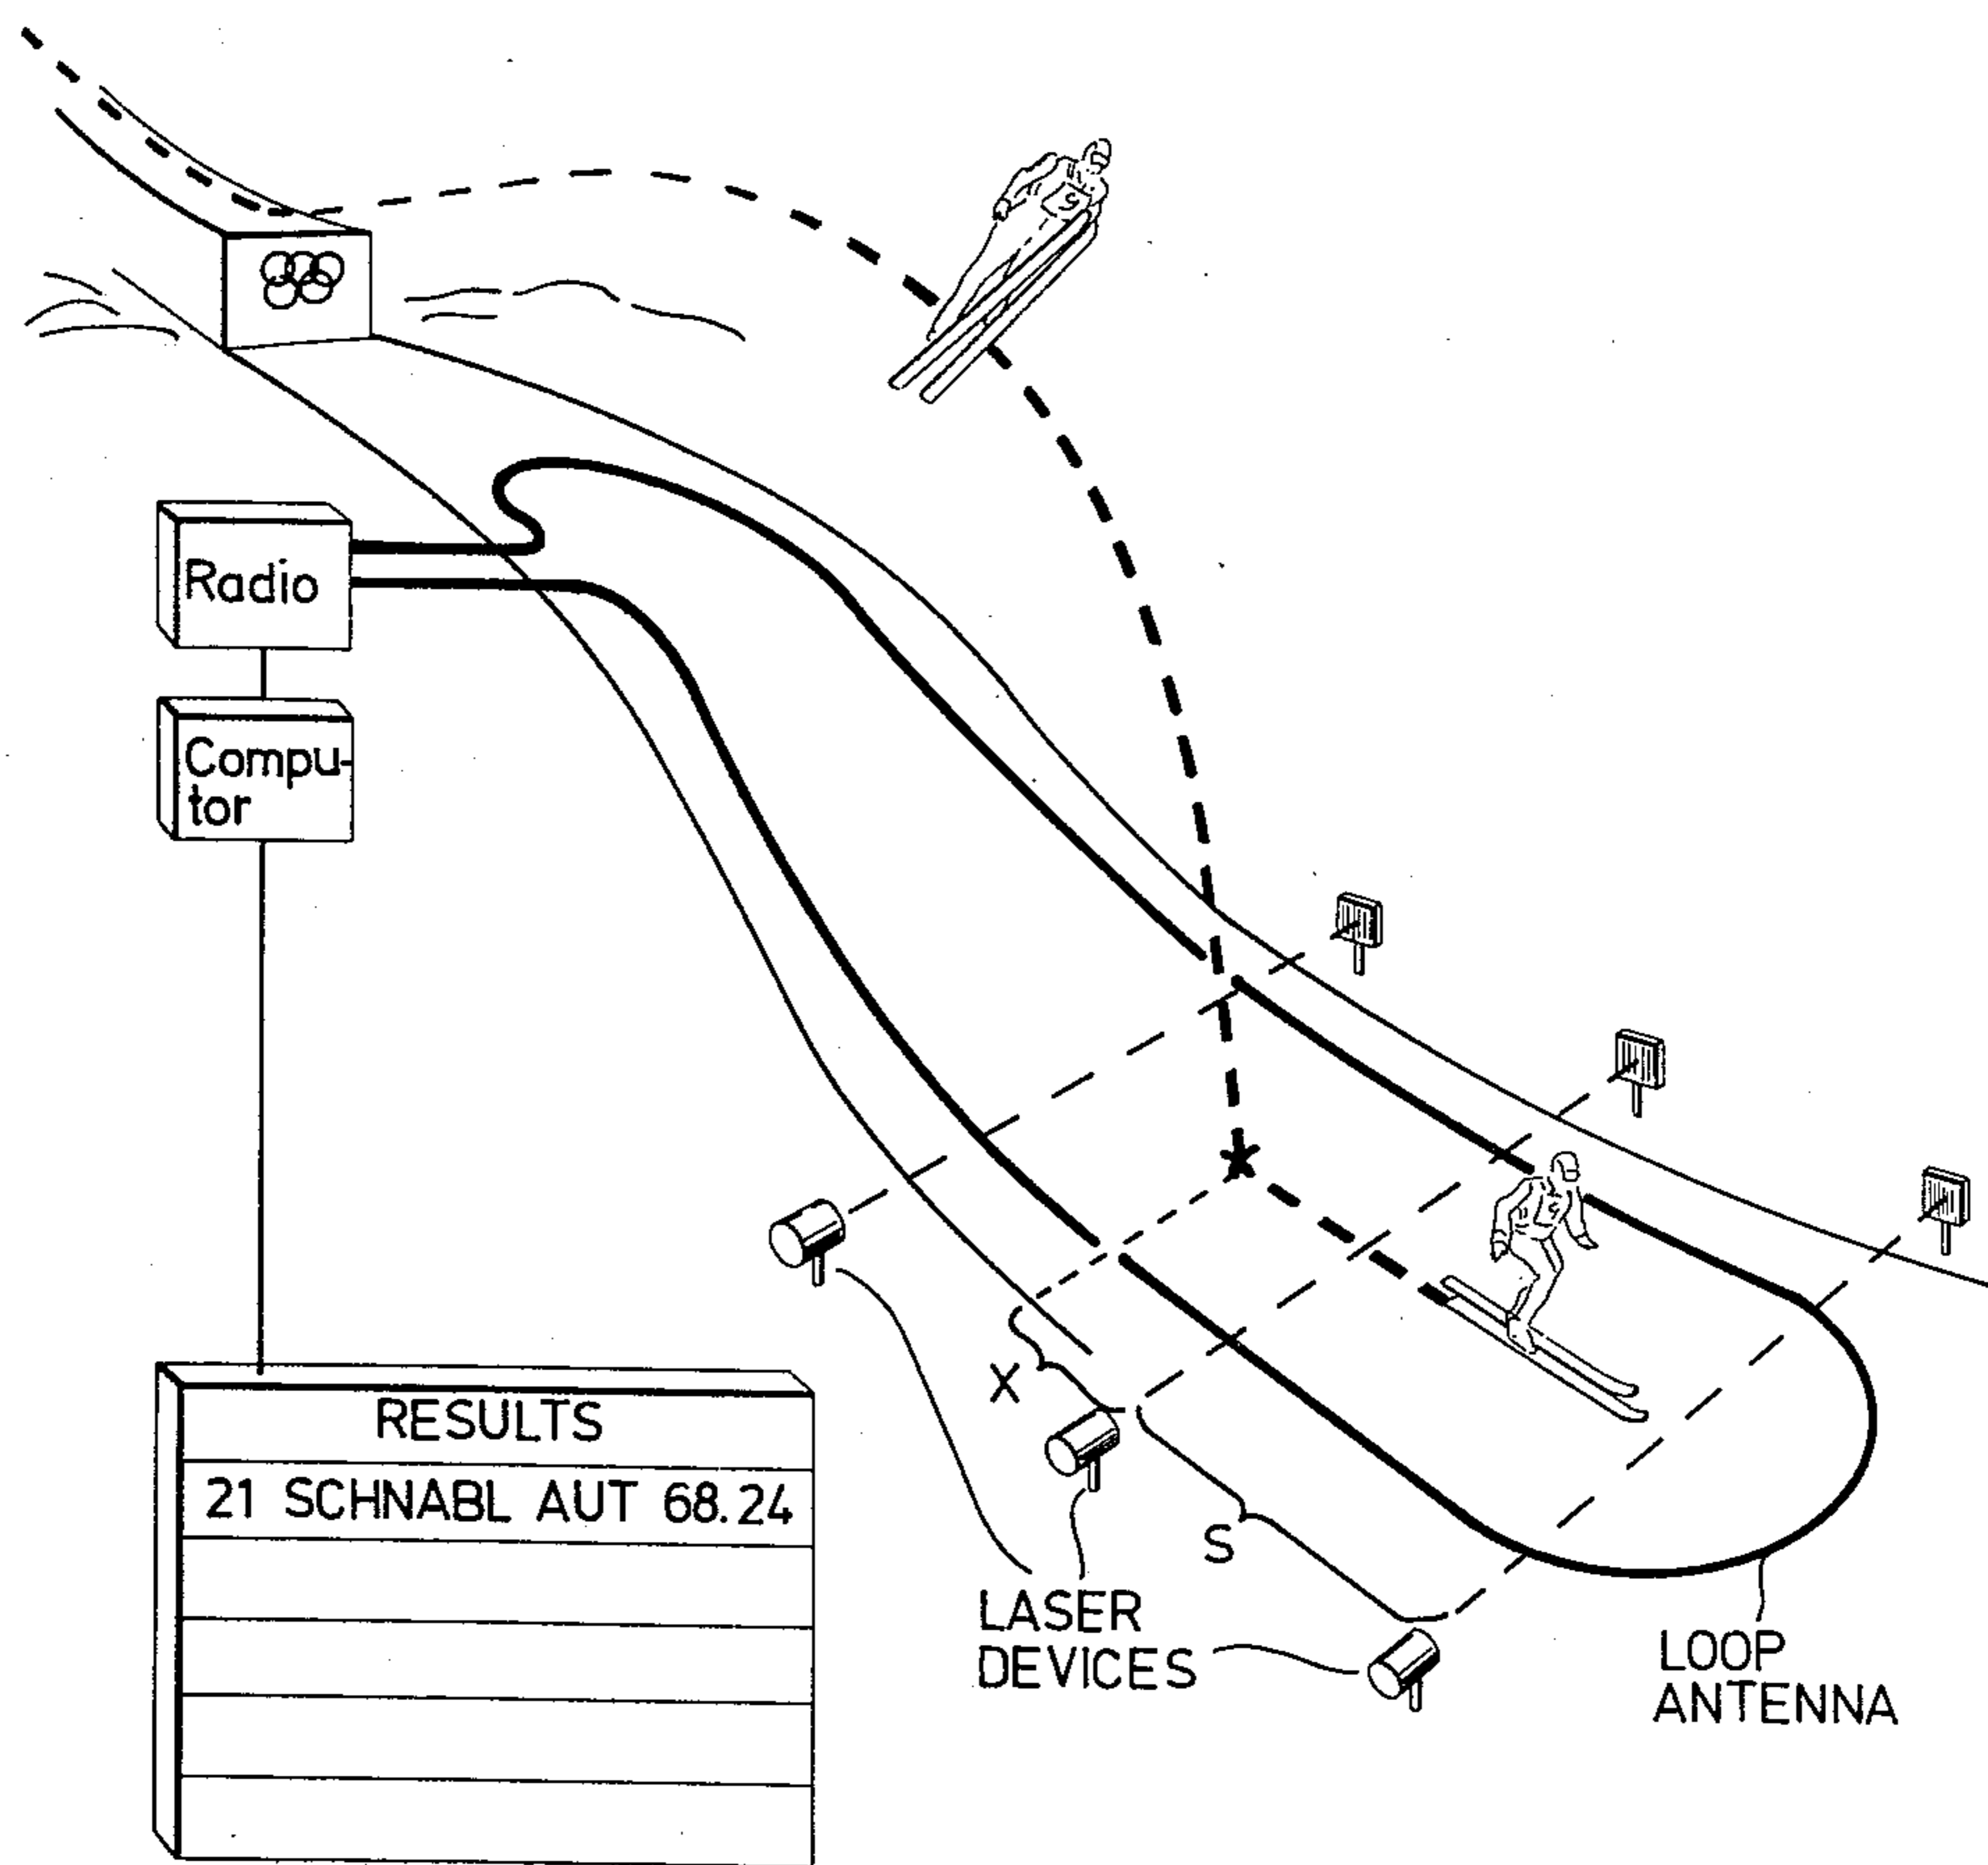 Radio
Compu-
tor
RESULTS
21 SCHNABL AUT 68.24
X
S
LASER
DEVICES
LOOP
ANTENNA